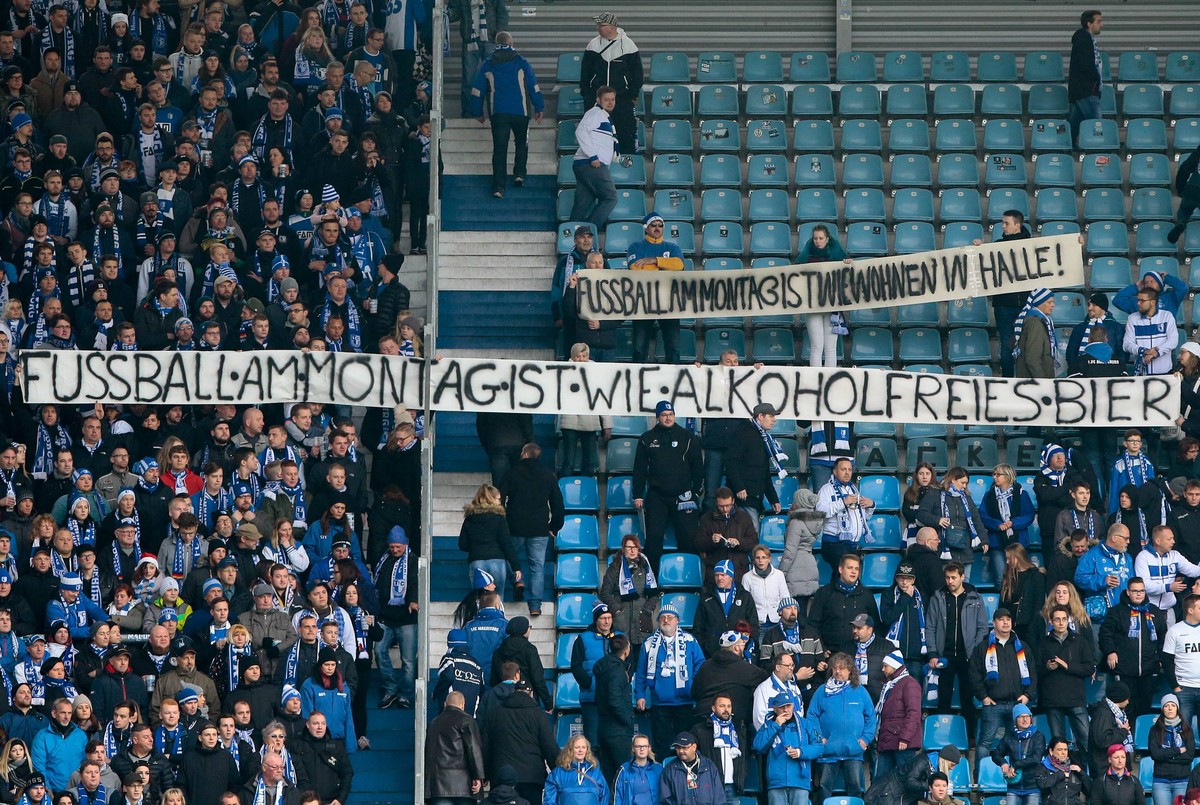 FUSSBALL AM MONTAG IST WIE WOHNEN IN HALLE!
FUSSBALL·AM·MONTAG·IST·WIE·ALKOHOLFREIES·BIER